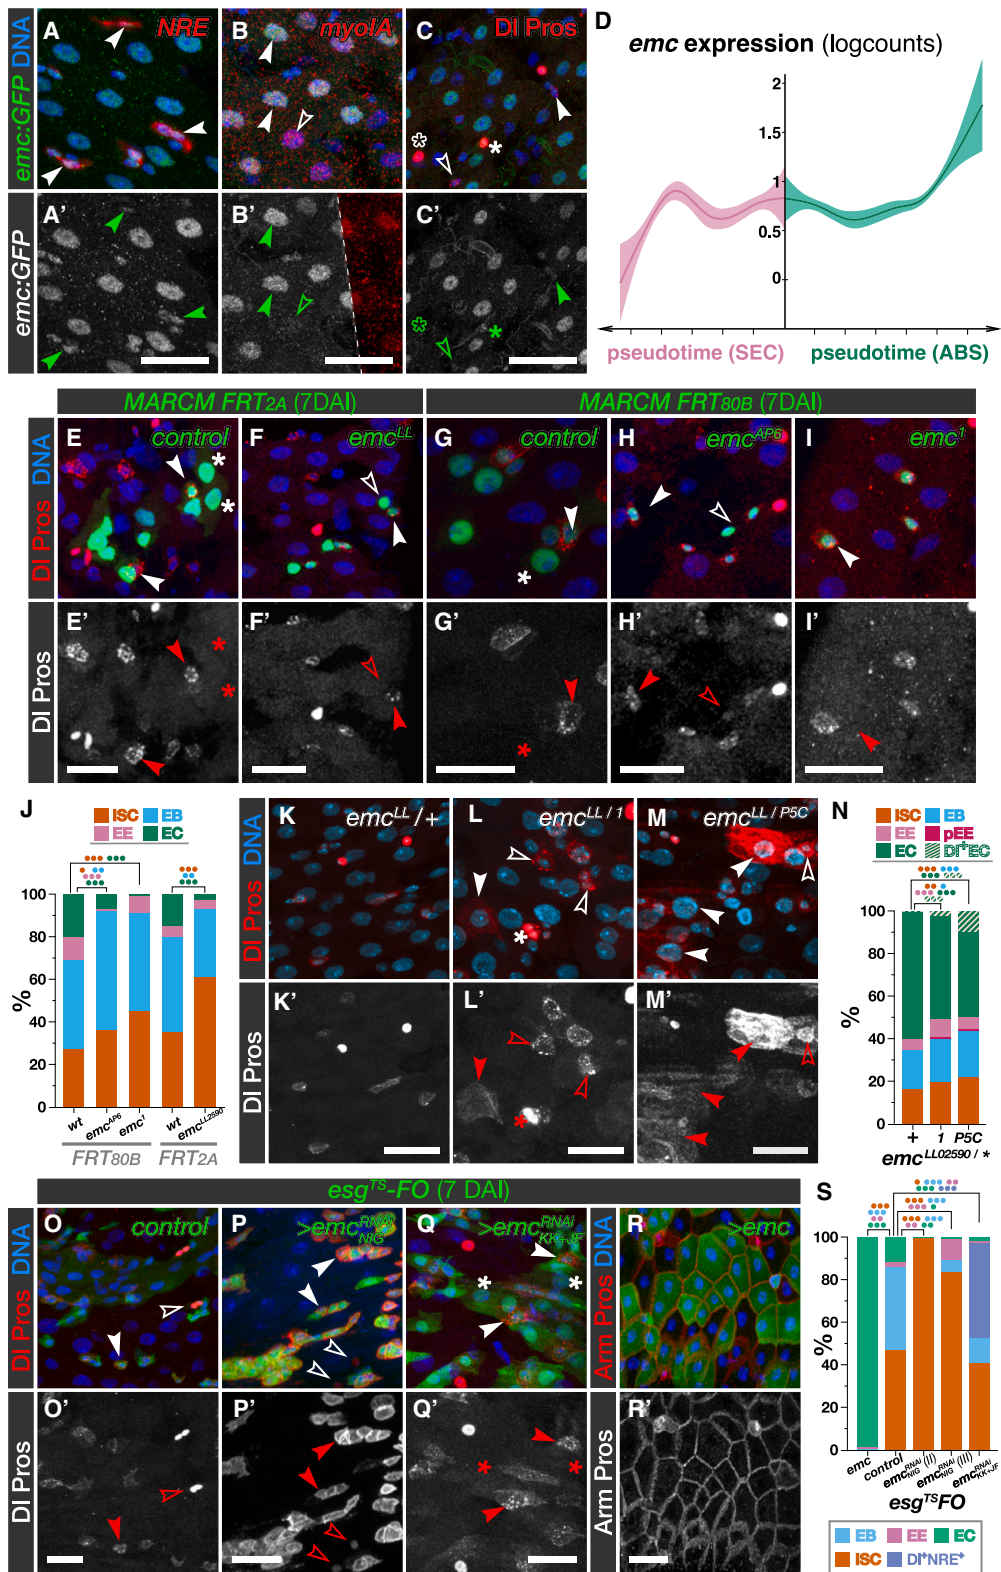 A
NRE
B
myoIA
C
Dl Pros
emc:GFP DNA
A'
B'
C'
emc:GFP
D
emc expression (logcounts)
2
1.5
1
0.5
0
pseudotime (SEC)
pseudotime (ABS)
MARCM FRT2A (7DAI)
MARCM FRT80B (7DAI)
E
control
F
emcLL
G
control
H
emcAP6
I
emc1
Dl Pros DNA
E'
F'
G'
H'
I'
Dl Pros
J
ISC
EB
EE
EC
100
80
60
40
20
0
%
wt
emcAP6
emc1
wt
emcLL2590
FRT80B
FRT2A
K
emcLL/+
L
emcLL/1
M
emcLL/P5C
Dl Pros DNA
K'
L'
M'
Dl Pros
N
ISC
EB
EE
pEE
EC
Dl+EC
100
80
60
40
20
0
%
+
1
P5C
emcLL02590/*
esgTS-FO (7 DAI)
O
control
P
>emcRNAi NIG
Q
>emcRNAi KK+JF
R
>emc
Dl Pros DNA
Arm Pros DNA
O'
P'
Q'
R'
Dl Pros
Arm Pros
S
100
80
60
40
20
0
%
emc
control
emcRNAi NIG (II)
emcRNAi NIG (III)
emcRNAi KK+JF
esgTSFO
EB
EE
EC
ISC
Dl+NRE+